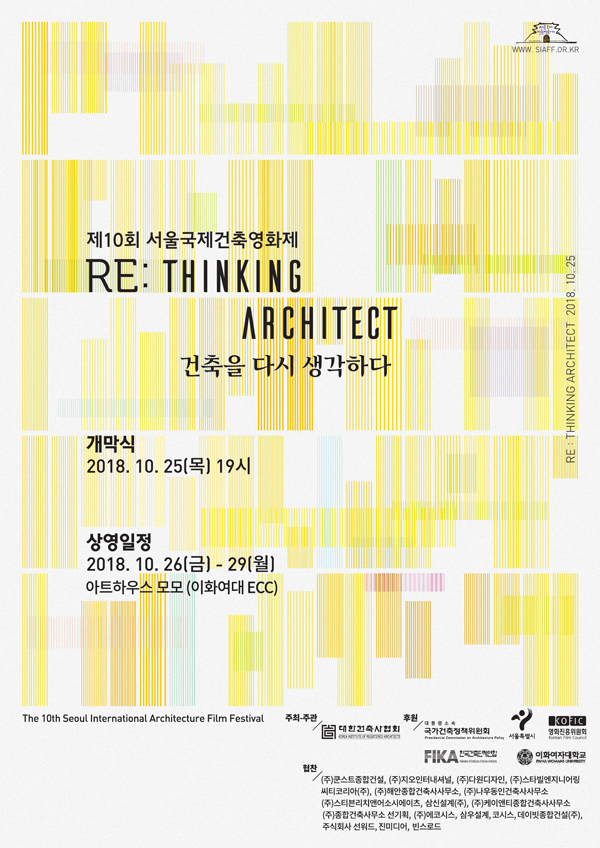 WWW. SIAFF.OR.KR
제10회 서울국제건축영화제
RE: THINKING
ARCHITECT
건축을 다시 생각하다
RE : THINKING ARCHITECT 2018. 10. 25
개막식
2018. 10. 25(목) 19시
상영일정
2018. 10. 26(금) - 29(월)
아트하우스 모모 (이화여대 ECC)
The 10th Seoul International Architecture Film Festival
주최·주관
대한건축사협회
KOREA INSTITUTE OF REGISTERED ARCHITECTS
후원
대통령소속
국가건축정책위원회
Presidential Commission on Architecture Policy
서울특별시
KOFIC
영화진흥위원회
Korean Film Council
FIKA 한국건축단체연합
이화여자대학교
EWHA WOMANS UNIVERSITY
협찬
(주)쿤스트종합건설, (주)지오인터내셔널, (주)다원디자인, (주)스타빌엔지니어링
씨티코리아(주), (주)해안종합건축사사무소, (주)나우동인건축사사무소
(주)스티븐리치앤어소시에이츠, 삼신설계(주), (주)케이앤티종합건축사사무소
(주)종합건축사사무소 선기획, (주)에코시스, 삼우설계, 코시스, 데이빗종합건설(주),
주식회사 선워드, 진미디어, 빈스로드